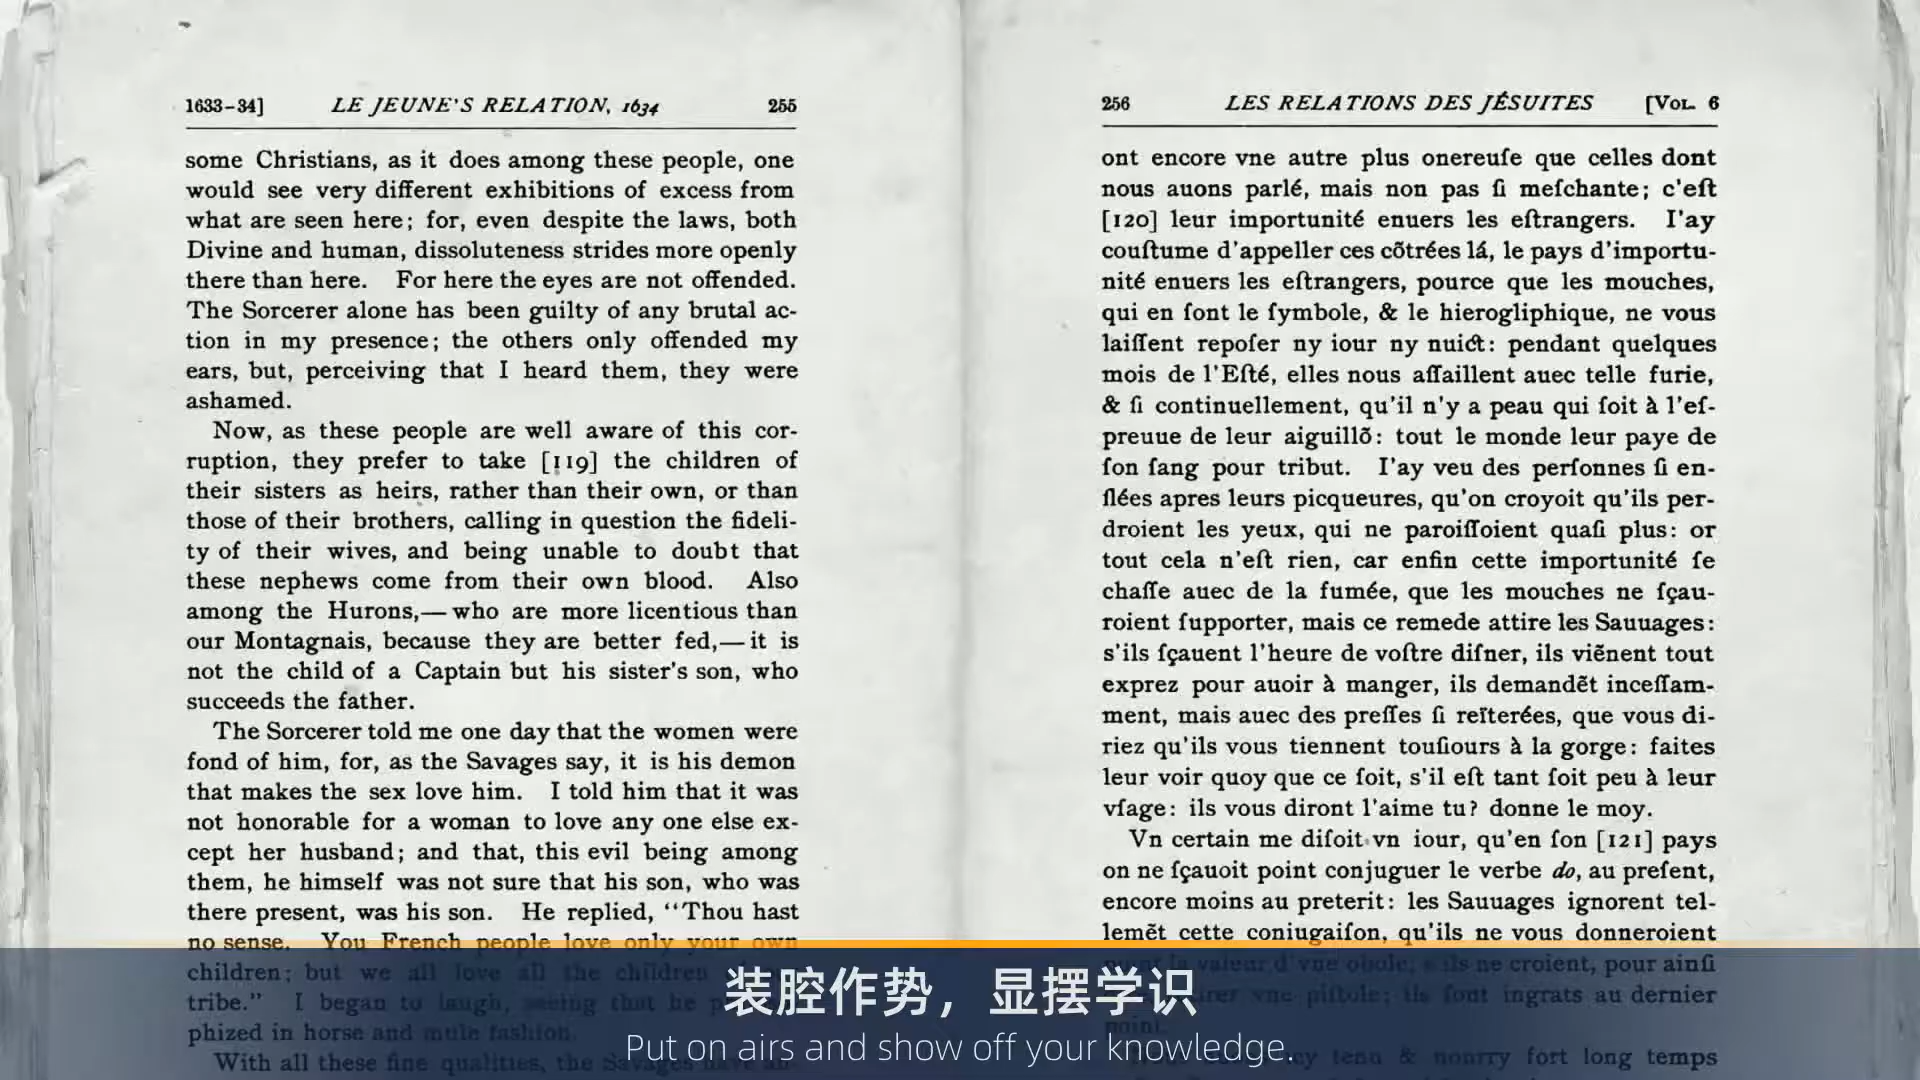 1633-34]    LE JEUNE'S RELATION, 1634    255
some Christians, as it does among these people, one
would see very different exhibitions of excess from
what are seen here; for, even despite the laws, both
Divine and human, dissoluteness strides more openly
there than here. For here the eyes are not offended.
The Sorcerer alone has been guilty of any brutal ac-
tion in my presence; the others only offended my
ears, but, perceiving that I heard them, they were
ashamed.
Now, as these people are well aware of this cor-
ruption, they prefer to take [119] the children of
their sisters as heirs, rather than their own, or than
those of their brothers, calling in question the fideli-
ty of their wives, and being unable to doubt that
these nephews come from their own blood. Also
among the Hurons,—who are more licentious than
our Montagnais, because they are better fed,—it is
not the child of a Captain but his sister's son, who
succeeds the father.
The Sorcerer told me one day that the women were
fond of him, for, as the Savages say, it is his demon
that makes the sex love him. I told him that it was
not honorable for a woman to love any one else ex-
cept her husband; and that, this evil being among
them, he himself was not sure that his son, who was
there present, was his son. He replied, “Thou hast
no sense. You French people love only your own
children; but we all love all the children
tribe.” I began to laugh, seeing that he
phized in horse and mule fashion.
With all these fine qualities, the Savages have
256    LES RELATIONS DES JÉSUITES    [VOL. 6
ont encore vne autre plus onereuſe que celles dont
nous auons parlé, mais non pas ſi meſchante; c'eſt
[120] leur importunité enuers les eſtrangers. I'ay
couſtume d'appeller ces cõtrées lá, le pays d'importu-
nité enuers les eſtrangers, pource que les mouches,
qui en ſont le ſymbole, & le hierogliphique, ne vous
laiſſent repoſer ny iour ny nuict: pendant quelques
mois de l'Eſté, elles nous aſſaillent auec telle furie,
& ſi continuellement, qu'il n'y a peau qui ſoit à l'eſ-
preuue de leur aiguillõ: tout le monde leur paye de
ſon ſang pour tribut. I'ay veu des perſonnes ſi en-
flées apres leurs picqueures, qu'on croyoit qu'ils per-
droient les yeux, qui ne paroiſſoient quaſi plus: or
tout cela n'eſt rien, car enfin cette importunité ſe
chaſſe auec de la fumée, que les mouches ne ſçau-
roient ſupporter, mais ce remede attire les Sauuages:
s'ils ſçauent l'heure de voſtre diſner, ils viẽnent tout
exprez pour auoir à manger, ils demandẽt inceſſam-
ment, mais auec des preſſes ſi reïterées, que vous di-
riez qu'ils vous tiennent touſiours à la gorge: faites
leur voir quoy que ce ſoit, s'il eſt tant ſoit peu à leur
vſage: ils vous diront l'aime tu? donne le moy.
Vn certain me diſoit vn iour, qu'en ſon [121] pays
on ne ſçauoit point conjuguer le verbe do, au preſent,
encore moins au preterit: les Sauuages ignorent tel-
lemẽt cette coniugaiſon, qu'ils ne vous donneroient
la valeur d'vne obole, s'ils ne croient, pour ainſi
vne piſtole; ils ſont ingrats au dernier
point.
tenu & nourry fort long temps
装腔作势，显摆学识
Put on airs and show off your knowledge.